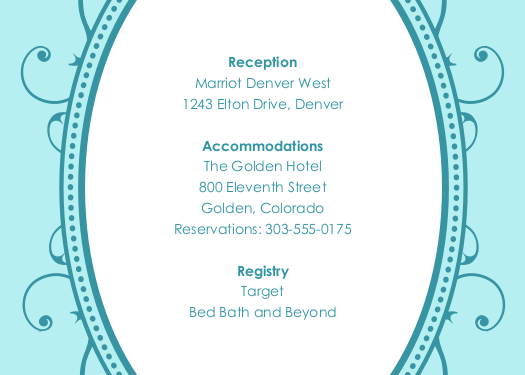 Reception
Marriot Denver West
1243 Elton Drive, Denver
Accommodations
The Golden Hotel
800 Eleventh Street
Golden, Colorado
Reservations: 303-555-0175
Registry
Target
Bed Bath and Beyond